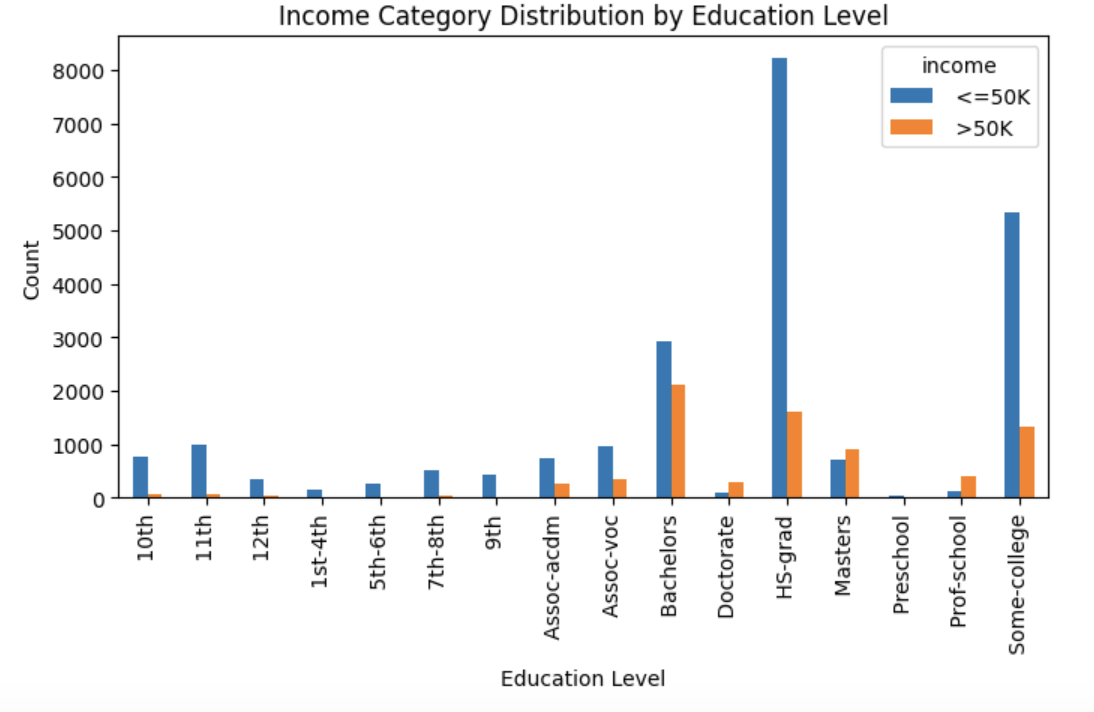 Income Category Distribution by Education Level
income
<=50K
>50K
8000
7000
6000
5000
4000
3000
2000
1000
0
Count
10th
11th
12th
1st-4th
5th-6th
7th-8th
9th
Assoc-acdm
Assoc-voc
Bachelors
Doctorate
HS-grad
Masters
Preschool
Prof-school
Some-college
Education Level